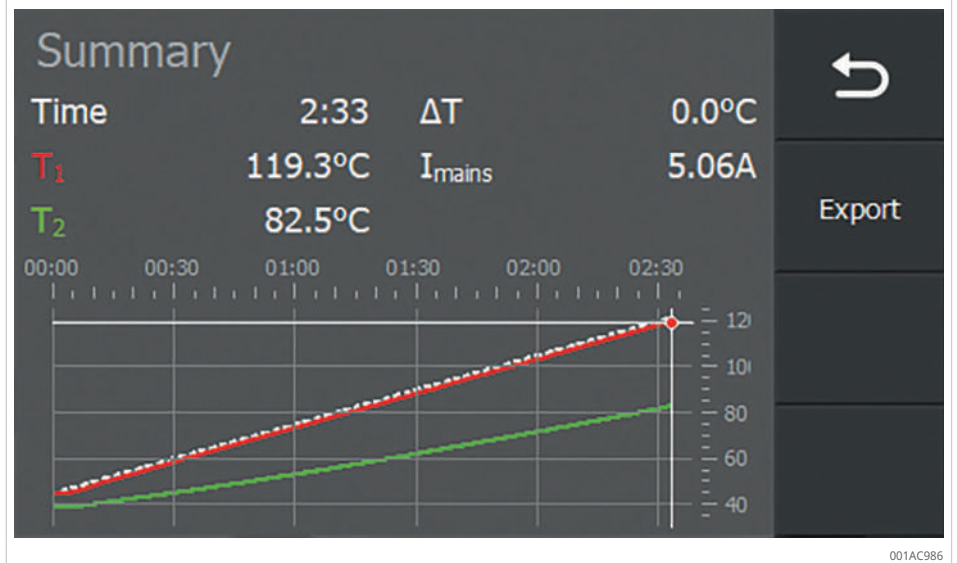 Summary
Time 2:33 ΔT 0.0°C
T₁ 119.3°C Imains 5.06A
T₂ 82.5°C
Export
00:00 00:30 01:00 01:30 02:00 02:30
80
60
40
001AC986